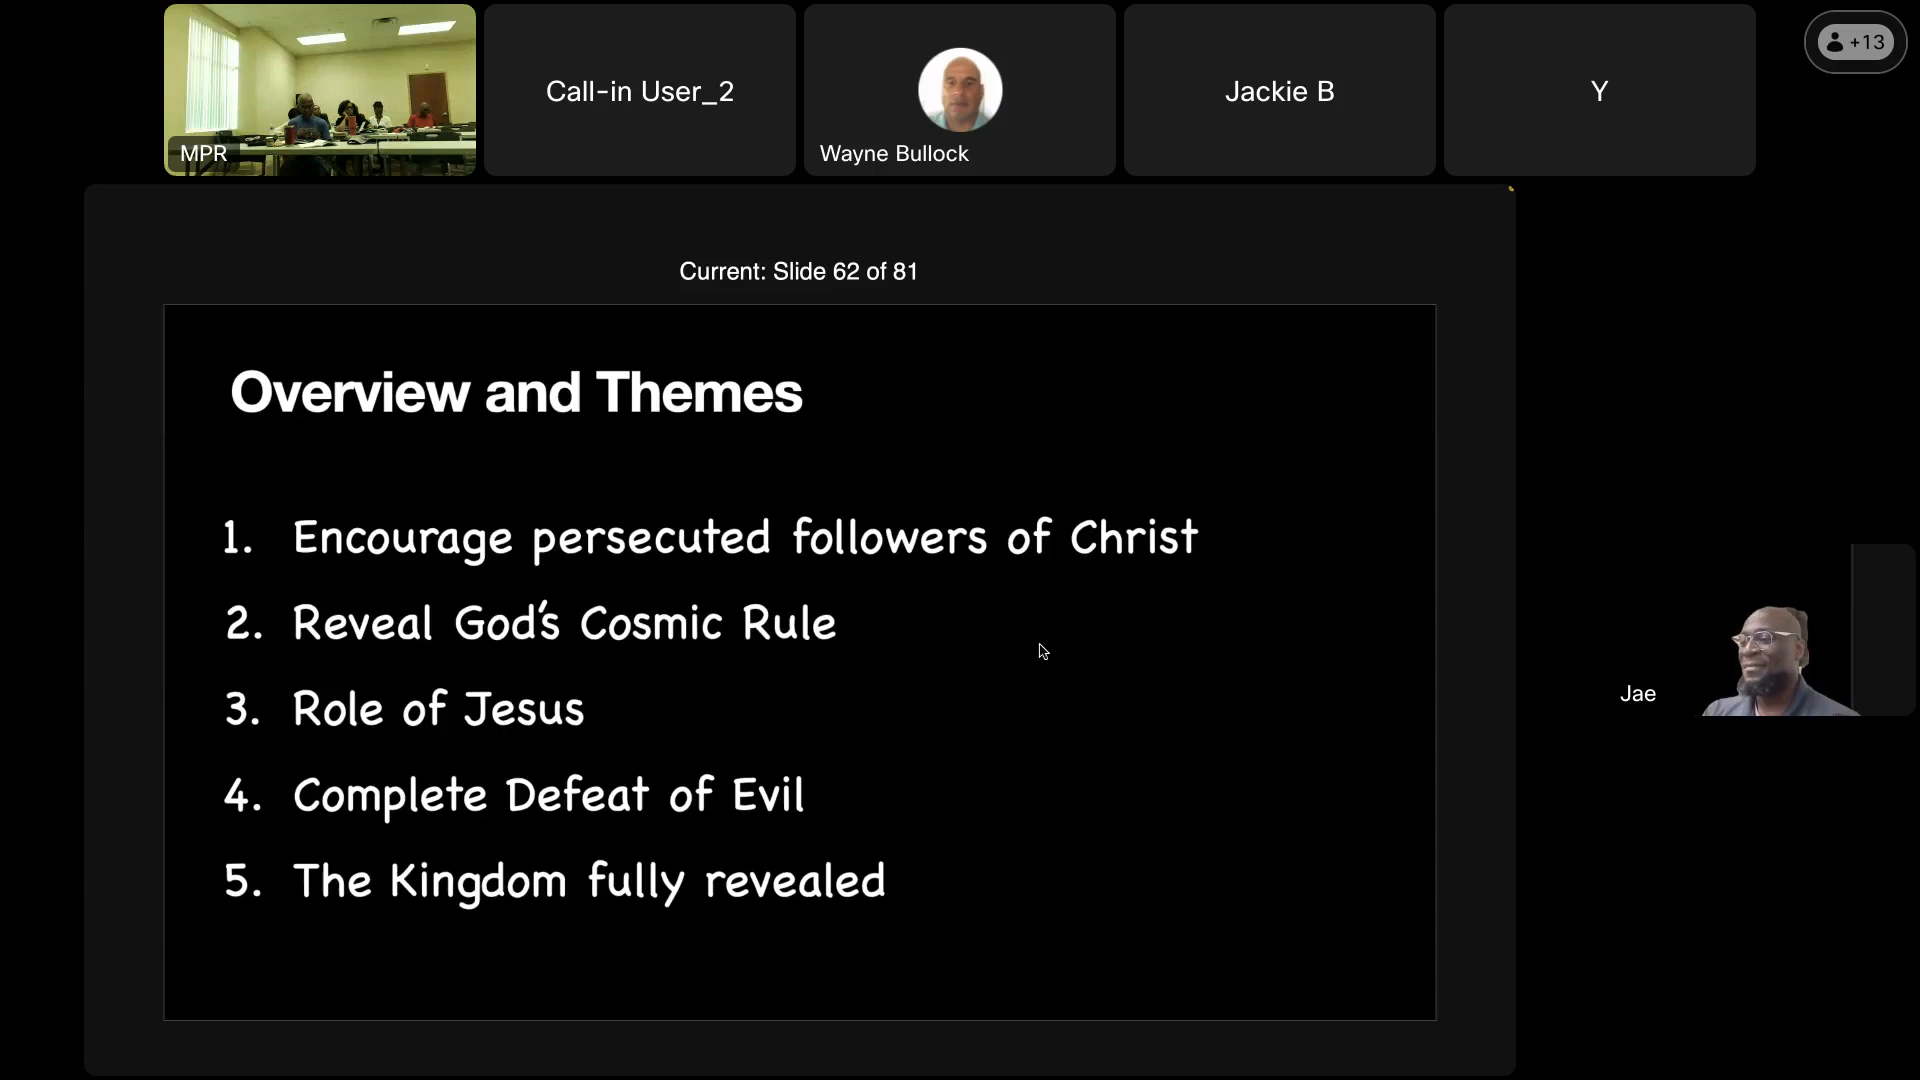 MPR
Call-in User_2
Wayne Bullock
Jackie B
Y
+13
Current: Slide 62 of 81
Overview and Themes
1. Encourage persecuted followers of Christ
2. Reveal God's Cosmic Rule
3. Role of Jesus
4. Complete Defeat of Evil
5. The Kingdom fully revealed
Jae